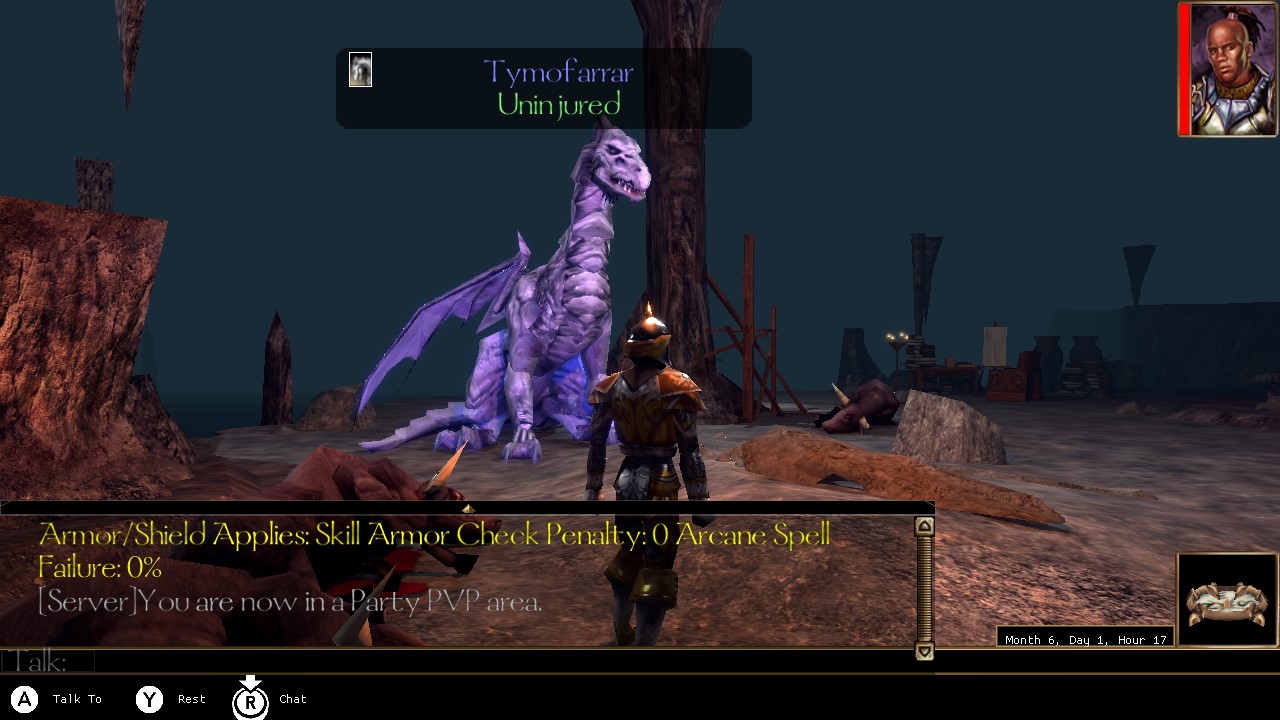 Tymofarrar
Uninjured
Armor/Shield Applies: Skill Armor Check Penalty: 0 Arcane Spell
Failure: 0%
[Server]You are now in a Party PVP area.
Month 6, Day 1, Hour 17
Talk:
A Talk To Y Rest R Chat